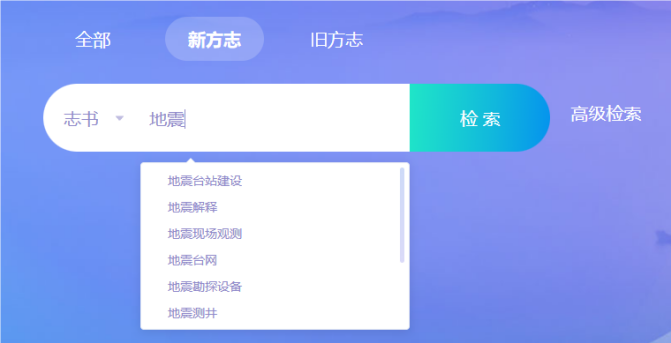 全部 新方志 旧方志
志书 地震 检索 高级检索
地震台站建设
地震解释
地震现场观测
地震台网
地震勘探设备
地震测井